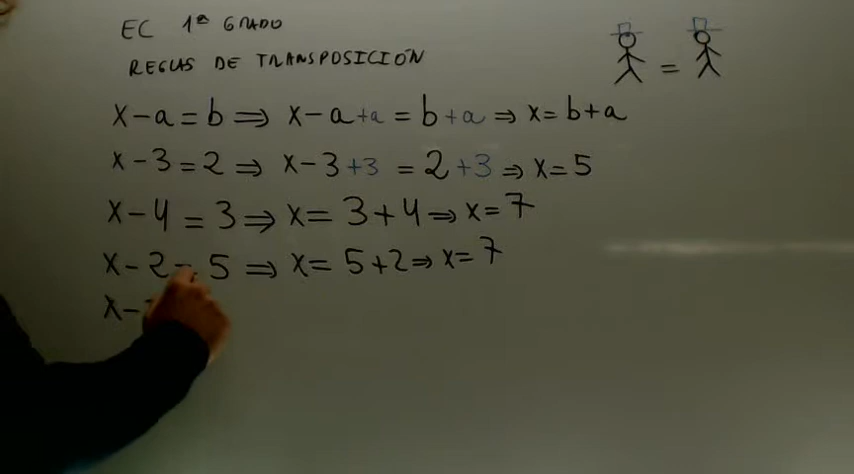 EC 1º GRADO
REGLAS DE TRANSPOSICIÓN
x-a=b⇒ x-a+a=b+a⇒ x=b+a
x-3=2⇒ x-3+3=2+3⇒ x=5
x-4=3⇒ x=3+4⇒ x=7
x-2=5⇒ x=5+2⇒ x=7
x-
=